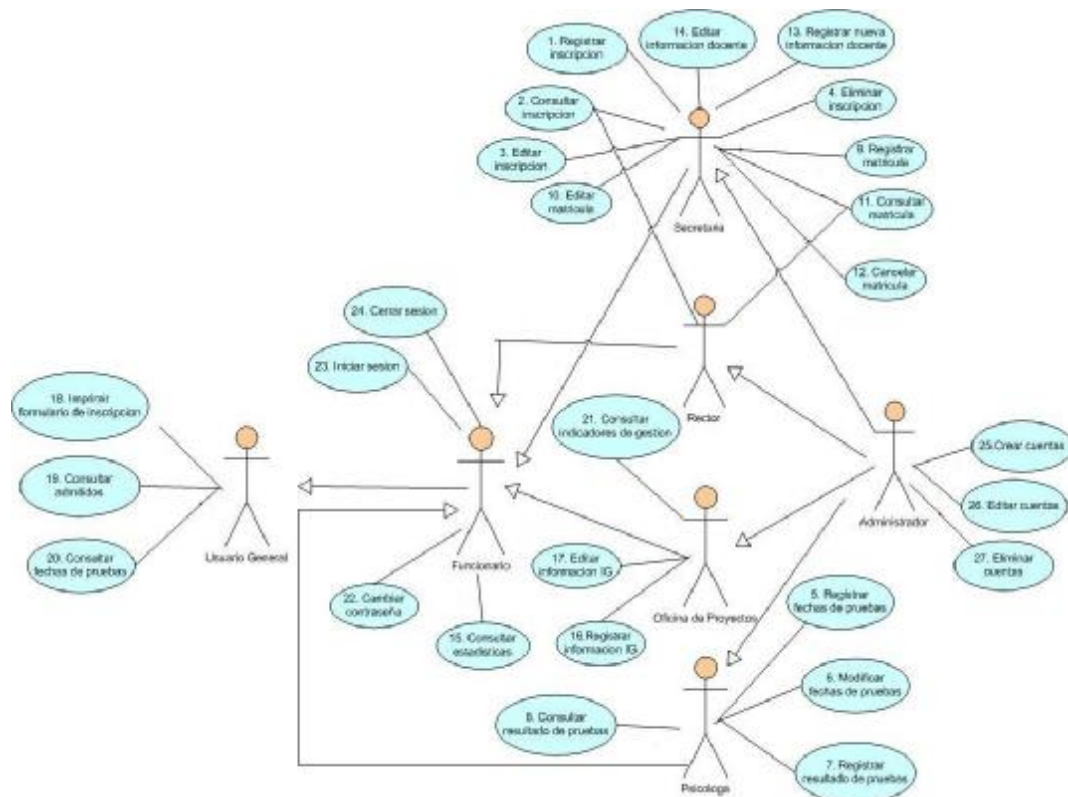 14. Editar
informacion docente
13. Registrar nueva
informacion docente
1. Registrar
inscripcion
2. Consultar
inscripcion
4. Eliminar
inscripcion
3. Editar
inscripcion
9. Registrar
matricula
10. Editar
matricula
11. Consultar
matricula
Secretaria
12. Cancelar
matricula
24. Cerrar sesion
23. Iniciar sesion
Rector
18. Imprimir
formulario de inscripcion
21. Consultar
indicadores de gestion
25.Crear cuentas
19. Consultar
admitidos
26. Editar cuentas
Administrador
20. Consultar
fechas de pruebas
Usuario General
Funcionario
17. Editar
informacion IG
27. Eliminar
cuentas
22. Cambiar
contraseña
15. Consultar
estadisticas
16.Registrar
informacion IG.
Oficina de Proyectos
5. Registrar
fechas de pruebas
6. Modificar
fechas de pruebas
8. Consultar
resultado de pruebas
7. Registrar
resultado de pruebas
Psicologa